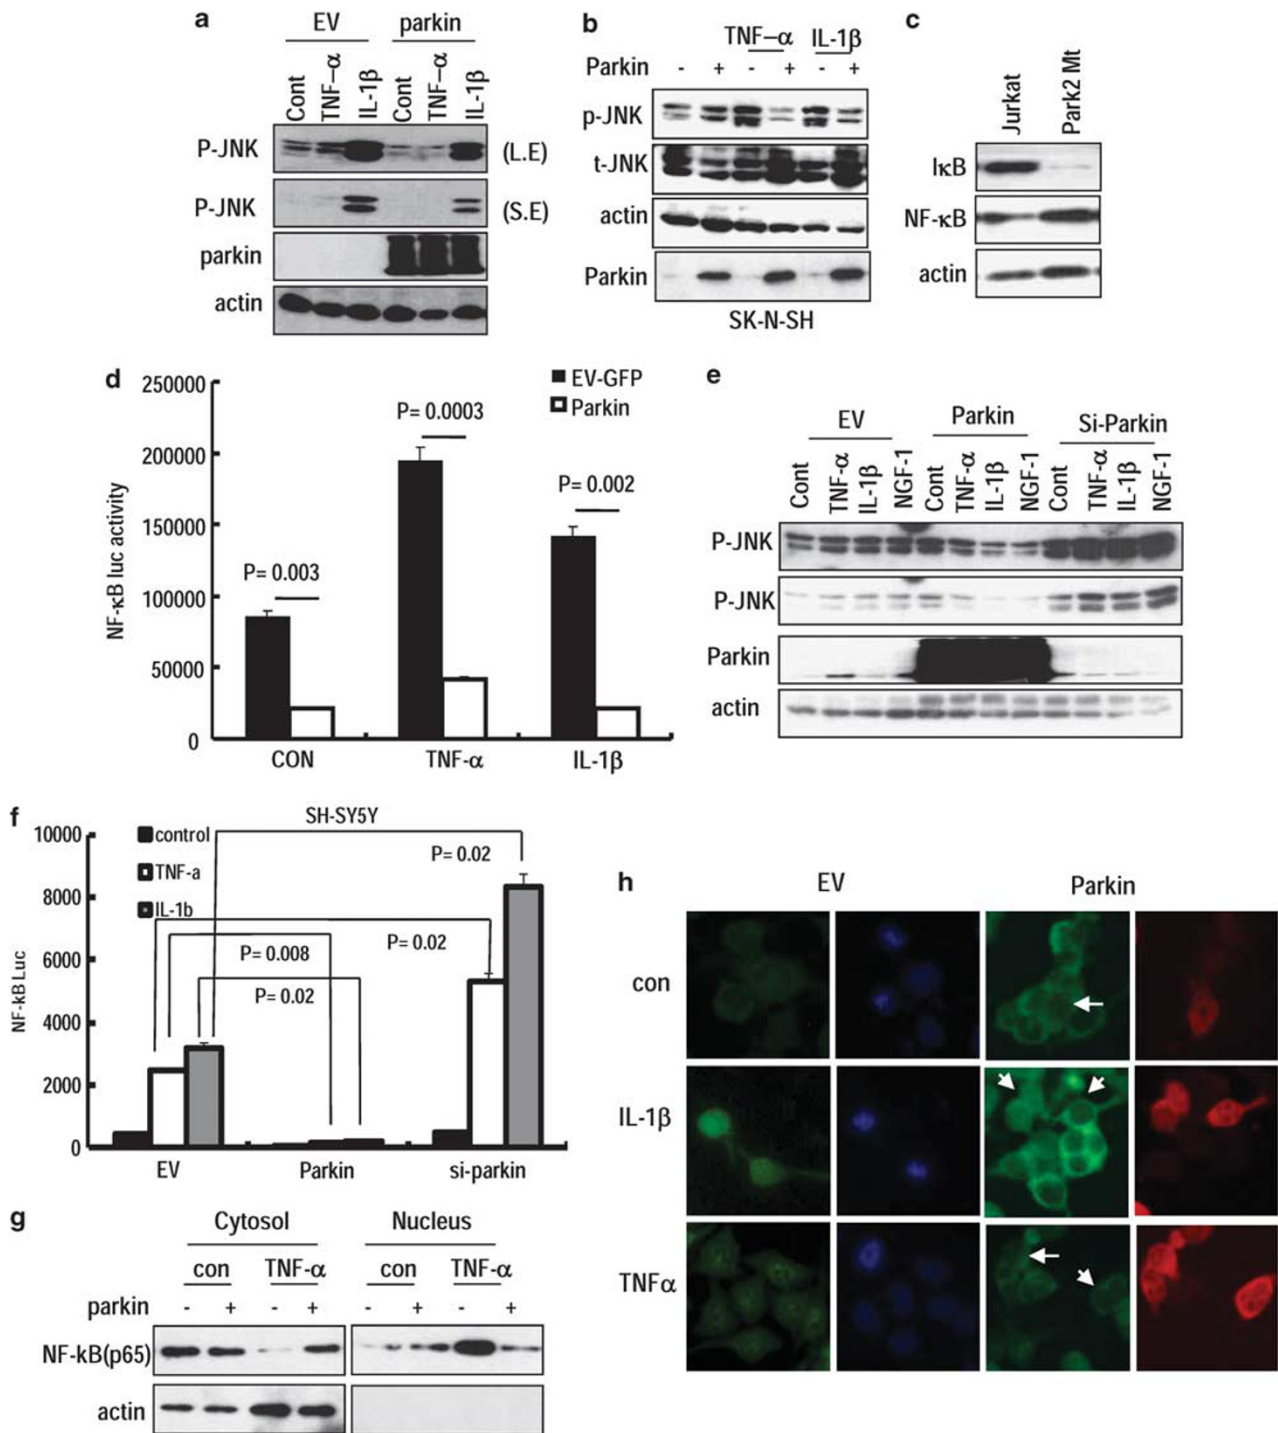 a
EV parkin
Cont TNF–α IL-1β Cont TNF–α IL-1β
P-JNK (L.E)
P-JNK (S.E)
parkin
actin
b
TNF–α IL-1β
Parkin - + - + - +
p-JNK
t-JNK
actin
Parkin
SK-N-SH
c
Jurkat Park2 Mt
IκB
NF-κB
actin
d
NF-κB luc activity
250000
200000
150000
100000
50000
0
EV-GFP
Parkin
P= 0.003
P= 0.0003
P= 0.002
CON TNF-α IL-1β
e
EV Parkin Si-Parkin
Cont TNF-α IL-1β NGF-1 Cont TNF-α IL-1β NGF-1 Cont TNF-α IL-1β NGF-1
P-JNK
P-JNK
Parkin
actin
f
SH-SY5Y
NF-kB Luc
10000
8000
6000
4000
2000
0
control
TNF-a
IL-1b
P= 0.02
P= 0.02
P= 0.008
P= 0.02
EV Parkin si-parkin
g
Cytosol Nucleus
con TNF-α con TNF-α
parkin - + - + - + - +
NF-kB(p65)
actin
h
EV Parkin
con
IL-1β
TNFα